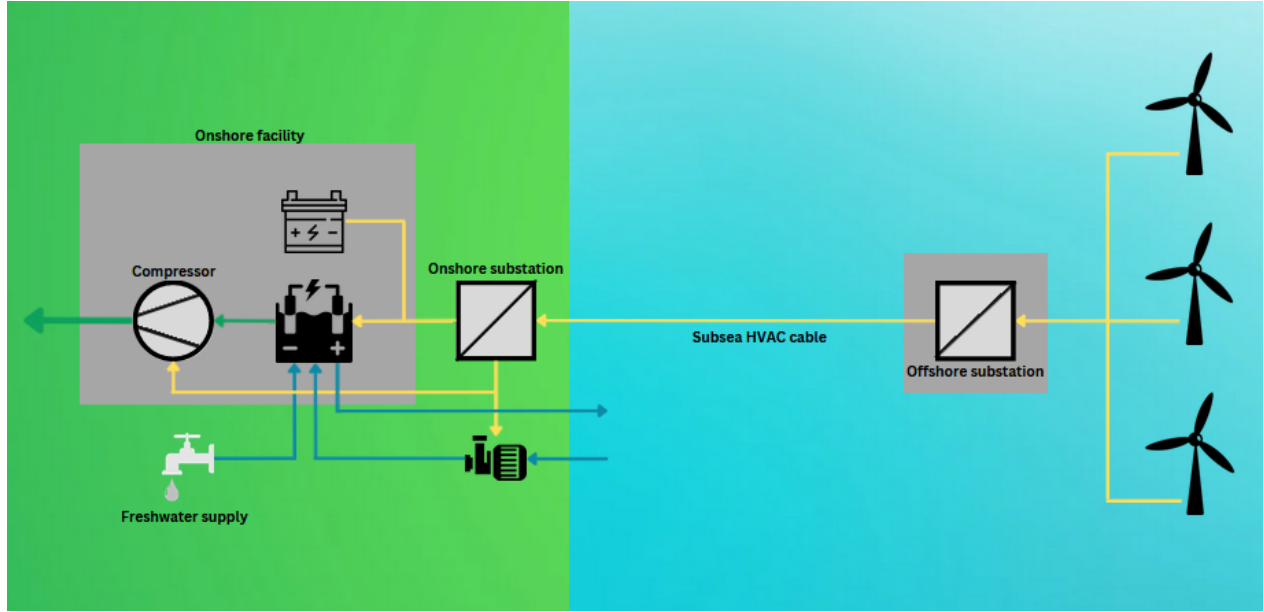 Onshore facility
Compressor
Onshore substation
Subsea HVAC cable
Offshore substation
Freshwater supply